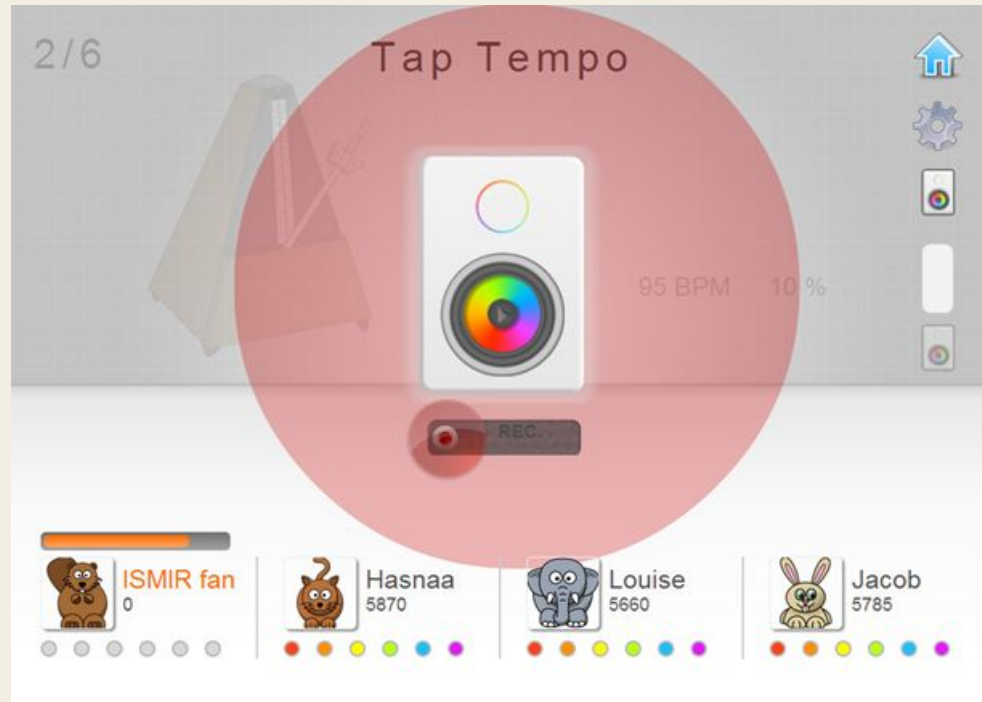 2/6
Tap Tempo
95 BPM 10 %
REC.
ISMIR fan
0
Hasnaa
5870
Louise
5660
Jacob
5785